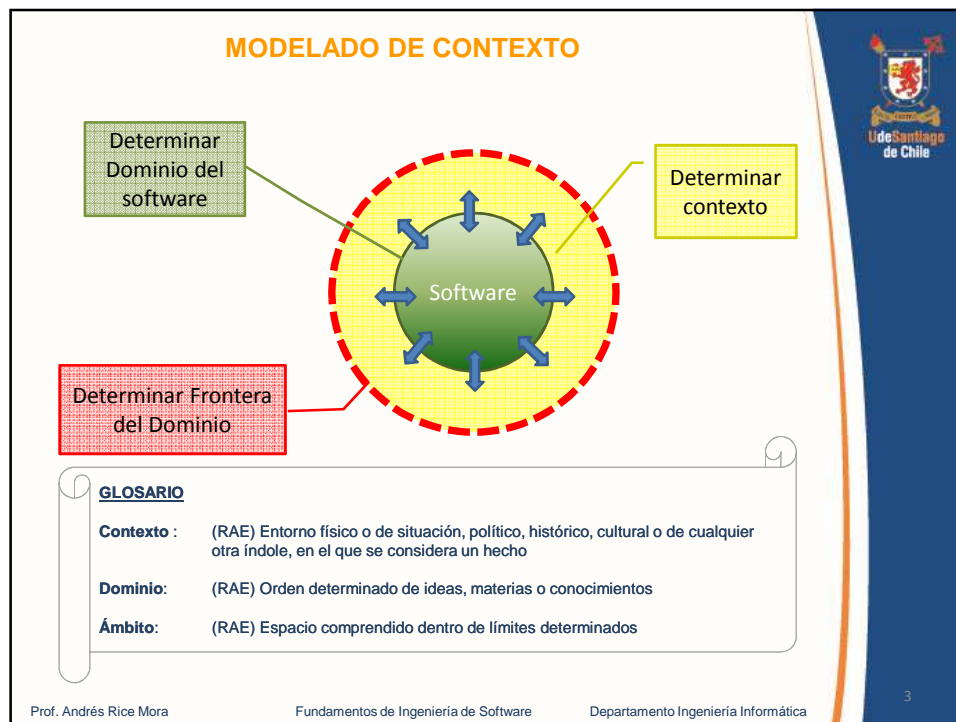 MODELADO DE CONTEXTO
UdeSantiago
de Chile
Determinar
Dominio del
software
Determinar
contexto
Software
Determinar Frontera
del Dominio
GLOSARIO
Contexto : (RAE) Entorno físico o de situación, político, histórico, cultural o de cualquier
otra índole, en el que se considera un hecho
Dominio: (RAE) Orden determinado de ideas, materias o conocimientos
Ámbito: (RAE) Espacio comprendido dentro de límites determinados
Prof. Andrés Rice Mora Fundamentos de Ingeniería de Software Departamento Ingeniería Informática
3